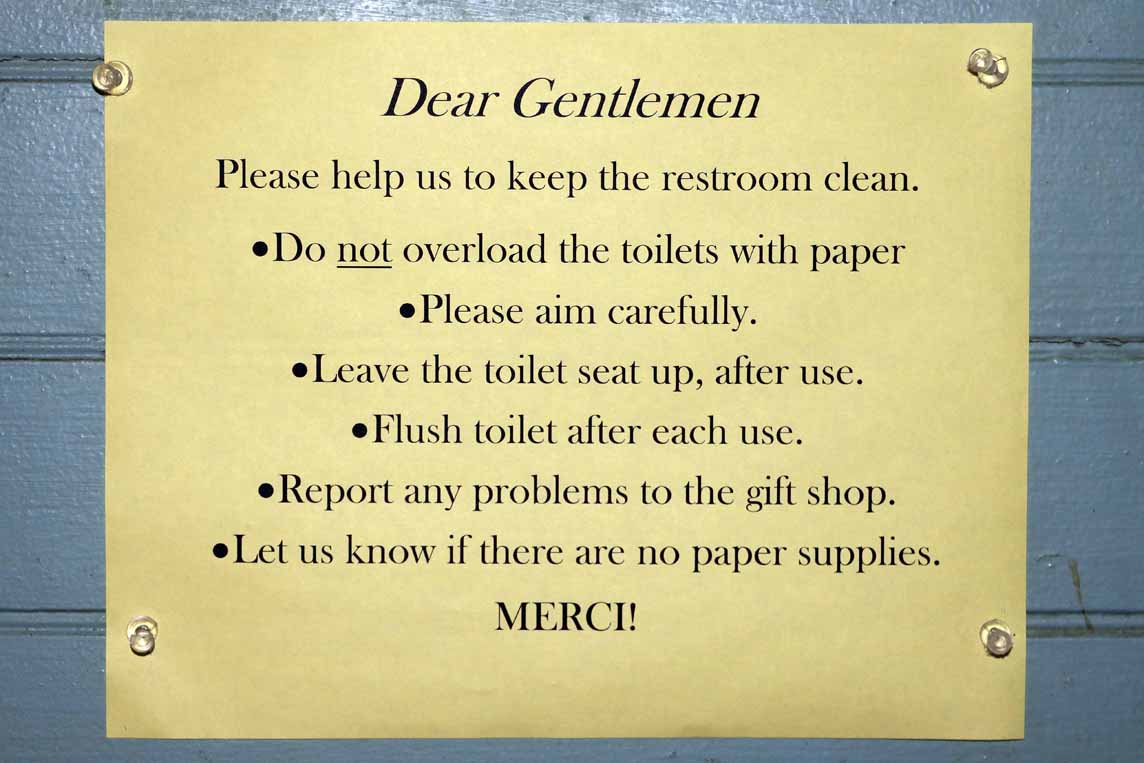 Dear Gentlemen
Please help us to keep the restroom clean.
•Do not overload the toilets with paper
•Please aim carefully.
•Leave the toilet seat up, after use.
•Flush toilet after each use.
•Report any problems to the gift shop.
•Let us know if there are no paper supplies.
MERCI!